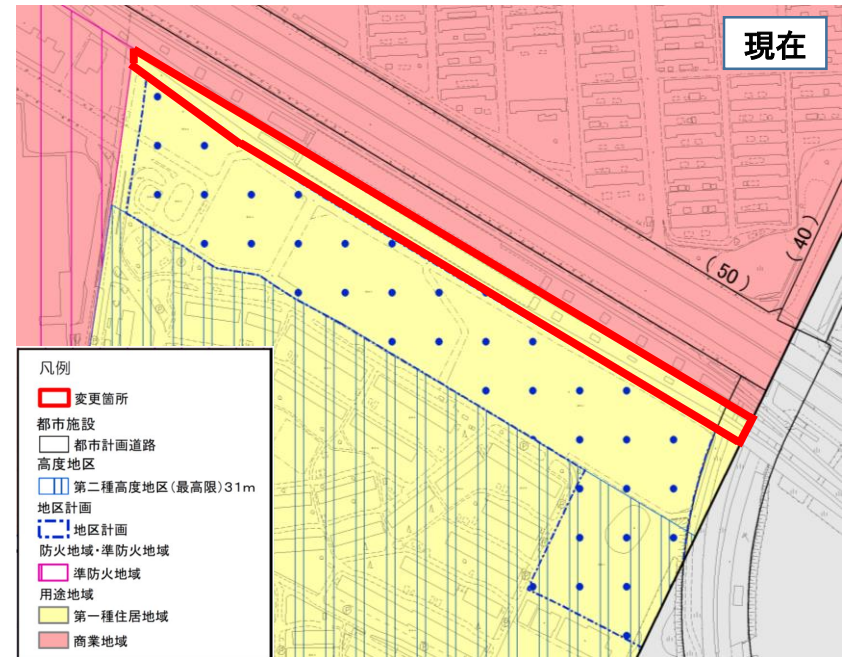 現在
(40)
(50)
凡例
変更箇所
都市施設
都市計画道路
高度地区
第二種高度地区(最高限)31m
地区計画
地区計画
防火地域・準防火地域
準防火地域
用途地域
第一種住居地域
商業地域